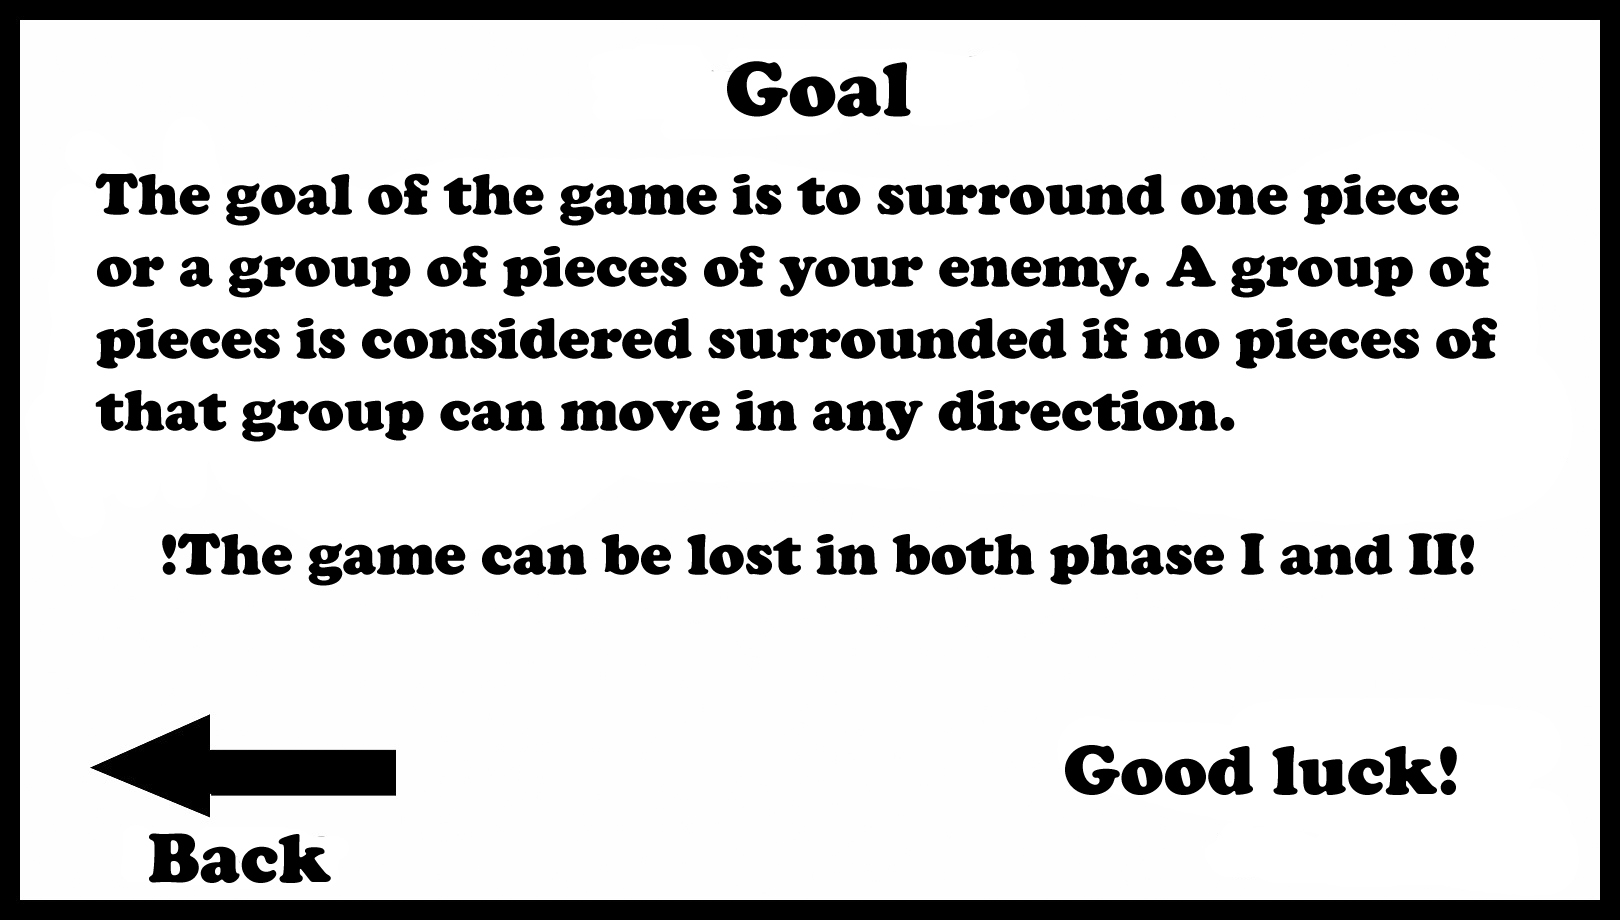 Goal
The goal of the game is to surround one piece
or a group of pieces of your enemy. A group of
pieces is considered surrounded if no pieces of
that group can move in any direction.
!The game can be lost in both phase I and II!
Good luck!
Back